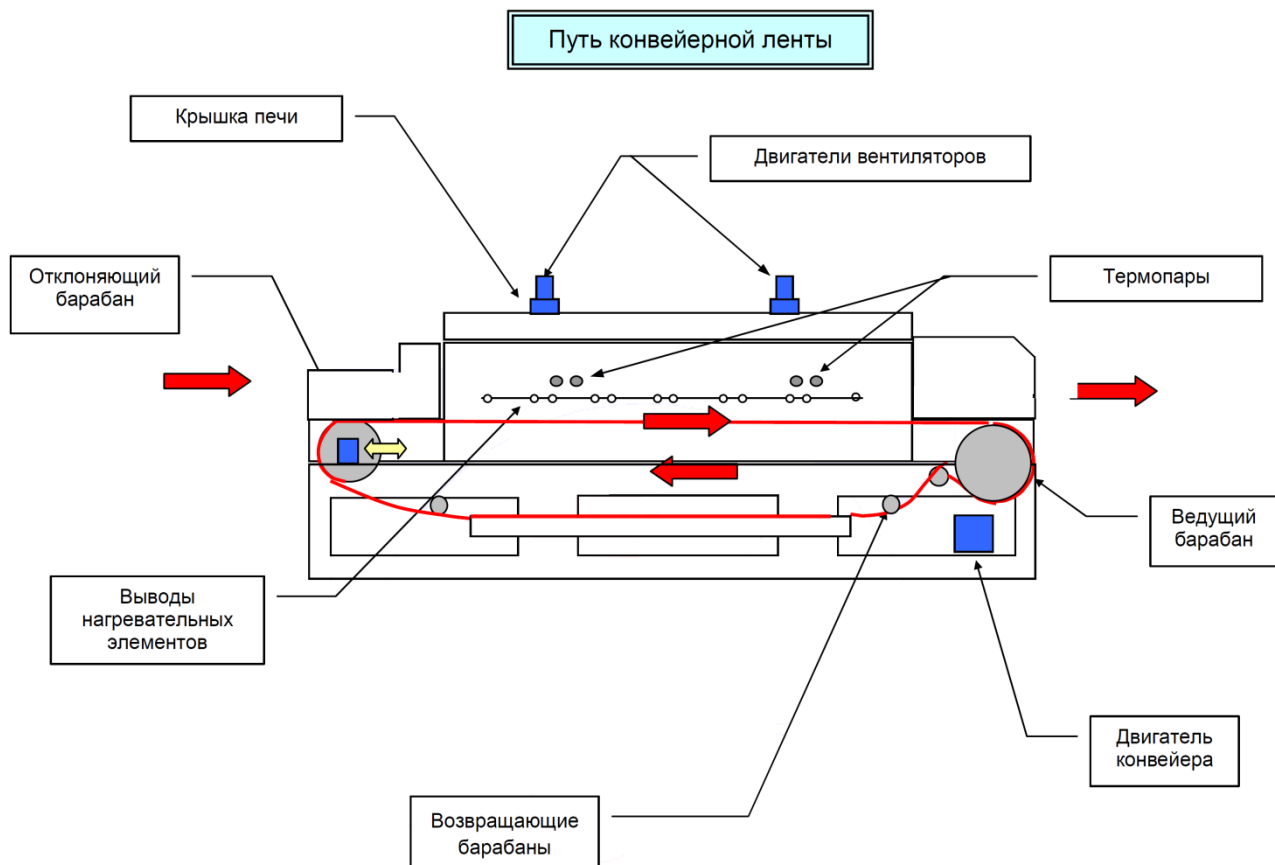 Путь конвейерной ленты
Крышка печи
Двигатели вентиляторов
Отклоняющий
барабан
Термопары
Ведущий
барабан
Выводы
нагревательных
элементов
Двигатель
конвейера
Возвращающие
барабаны